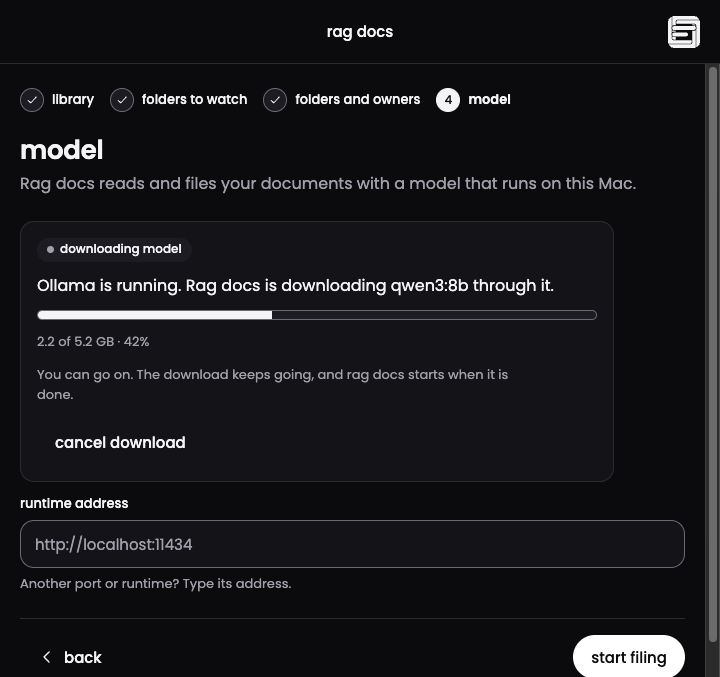 rag docs
library
folders to watch
folders and owners
4 model
model
Rag docs reads and files your documents with a model that runs on this Mac.
downloading model
Ollama is running. Rag docs is downloading qwen3:8b through it.
2.2 of 5.2 GB · 42%
You can go on. The download keeps going, and rag docs starts when it is
done.
cancel download
runtime address
http://localhost:11434
Another port or runtime? Type its address.
back
start filing